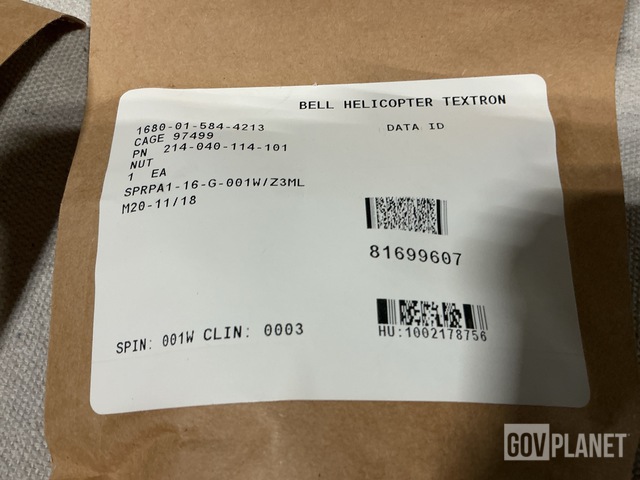 BELL HELICOPTER TEXTRON
DATA ID
1680-01-584-4213
CAGE 97499
PN 214-040-114-101
NUT
1 EA
SPRPA1-16-G-001W/Z3ML
M20-11/18
81699607
HU:1002178756
SPIN: 001W CLIN: 0003
GOVPLANET